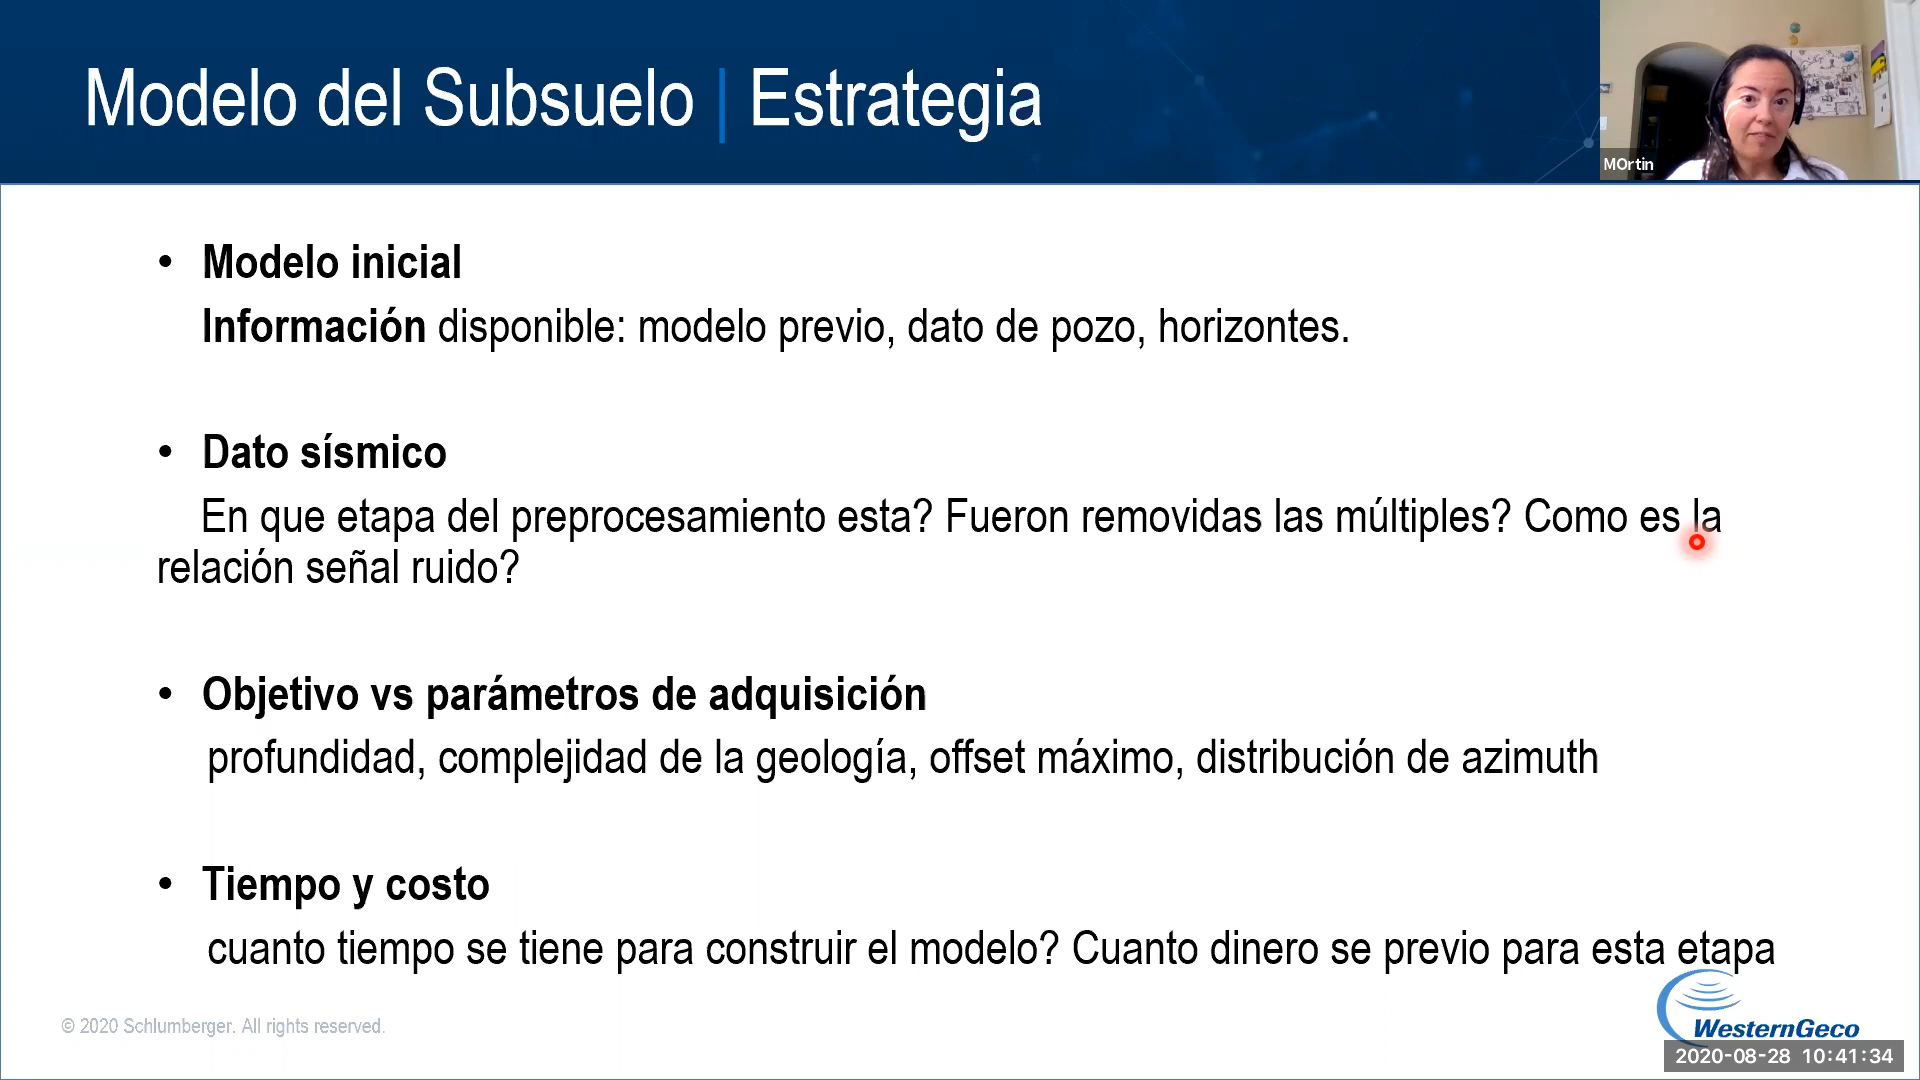 Modelo del Subsuelo | Estrategia
MOrtin
• Modelo inicial
Información disponible: modelo previo, dato de pozo, horizontes.
• Dato sísmico
En que etapa del preprocesamiento esta? Fueron removidas las múltiples? Como es la
relación señal ruido?
• Objetivo vs parámetros de adquisición
profundidad, complejidad de la geología, offset máximo, distribución de azimuth
• Tiempo y costo
cuanto tiempo se tiene para construir el modelo? Cuanto dinero se previo para esta etapa
© 2020 Schlumberger. All rights reserved.
WesternGeco
2020-08-28 10:41:34